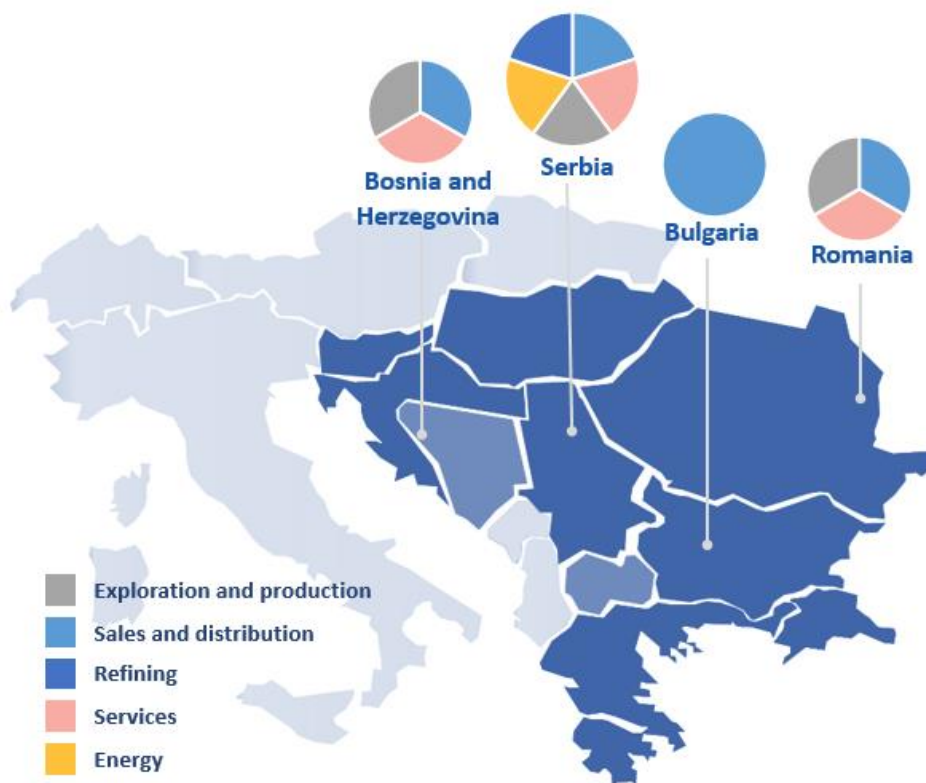 Serbia
Bosnia and
Herzegovina
Bulgaria
Romania
Exploration and production
Sales and distribution
Refining
Services
Energy